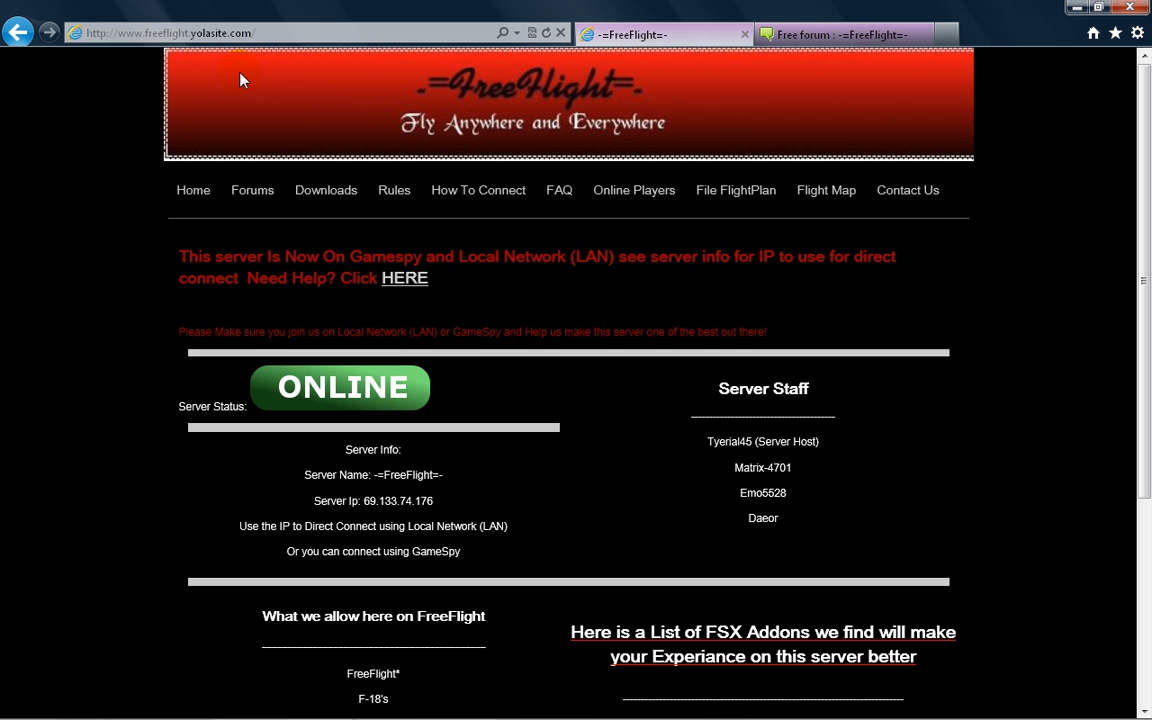 http://www.freeflight.yolasite.com/
-=FreeFlight=-
Free forum : -=FreeFlight=-
-=FreeFlight=-
Fly Anywhere and Everywhere
Home Forums Downloads Rules How To Connect FAQ Online Players File FlightPlan Flight Map Contact Us
This server Is Now On Gamespy and Local Network (LAN) see server info for IP to use for direct
connect Need Help? Click HERE
Please Make sure you join us on Local Network (LAN) or GameSpy and Help us make this server one of the best out there!
Server Status: ONLINE
Server Info:
Server Name: -=FreeFlight=-
Server Ip: 69.133.74.176
Use the IP to Direct Connect using Local Network (LAN)
Or you can connect using GameSpy
Server Staff
Tyerial45 (Server Host)
Matrix-4701
Emo5528
Daeor
What we allow here on FreeFlight
FreeFlight*
F-18's
Here is a List of FSX Addons we find will make
your Experiance on this server better